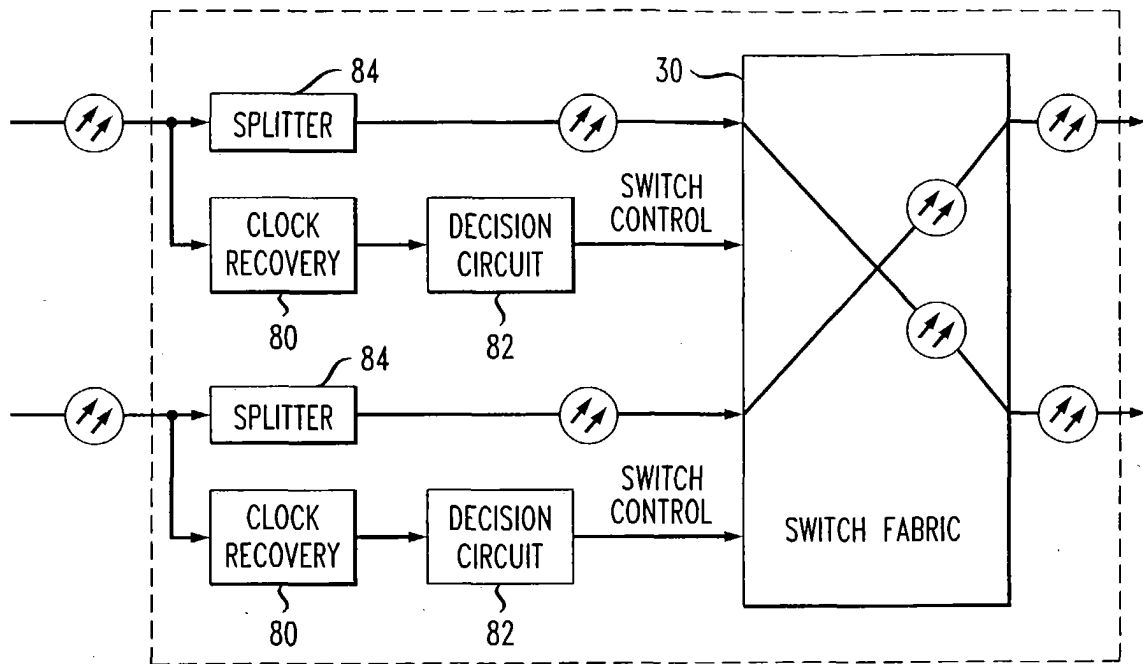 84
30
SPLITTER
SWITCH
CONTROL
CLOCK
RECOVERY
DECISION
CIRCUIT
80
82
84
SPLITTER
SWITCH
CONTROL
CLOCK
RECOVERY
DECISION
CIRCUIT
SWITCH FABRIC
80
82